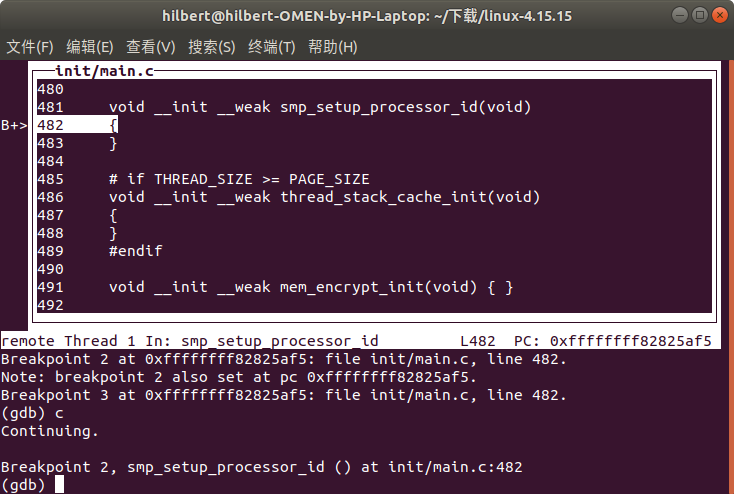 hilbert@hilbert-OMEN-by-HP-Laptop: ~/下载/linux-4.15.15
文件(F) 编辑(E) 查看(V) 搜索(S) 终端(T) 帮助(H)
init/main.c
480
481 void __init __weak smp_setup_processor_id(void)
B+> 482 {
483 }
484
485 # if THREAD_SIZE >= PAGE_SIZE
486 void __init __weak thread_stack_cache_init(void)
487 {
488 }
489 #endif
490
491 void __init __weak mem_encrypt_init(void) { }
492
remote Thread 1 In: smp_setup_processor_id L482 PC: 0xffffffff82825af5
Breakpoint 2 at 0xffffffff82825af5: file init/main.c, line 482.
Note: breakpoint 2 also set at pc 0xffffffff82825af5.
Breakpoint 3 at 0xffffffff82825af5: file init/main.c, line 482.
(gdb) c
Continuing.
Breakpoint 2, smp_setup_processor_id () at init/main.c:482
(gdb)